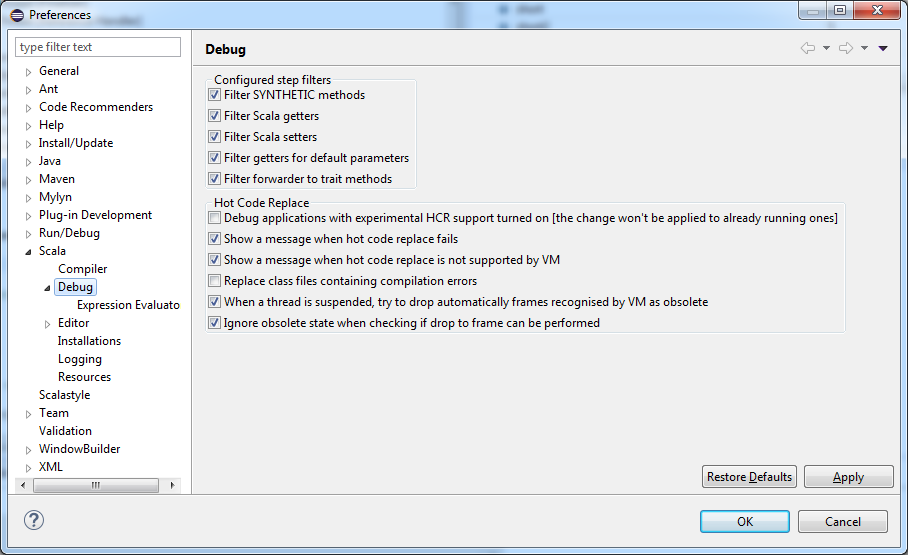 Preferences
type filter text
General
Ant
Code Recommenders
Help
Install/Update
Java
Maven
Mylyn
Plug-in Development
Run/Debug
Scala
Compiler
Debug
Expression Evaluato
Editor
Installations
Logging
Resources
Scalastyle
Team
Validation
WindowBuilder
XML
Debug
Configured step filters
Filter SYNTHETIC methods
Filter Scala getters
Filter Scala setters
Filter getters for default parameters
Filter forwarder to trait methods
Hot Code Replace
Debug applications with experimental HCR support turned on [the change won't be applied to already running ones]
Show a message when hot code replace fails
Show a message when hot code replace is not supported by VM
Replace class files containing compilation errors
When a thread is suspended, try to drop automatically frames recognised by VM as obsolete
Ignore obsolete state when checking if drop to frame can be performed
Restore Defaults
Apply
OK
Cancel